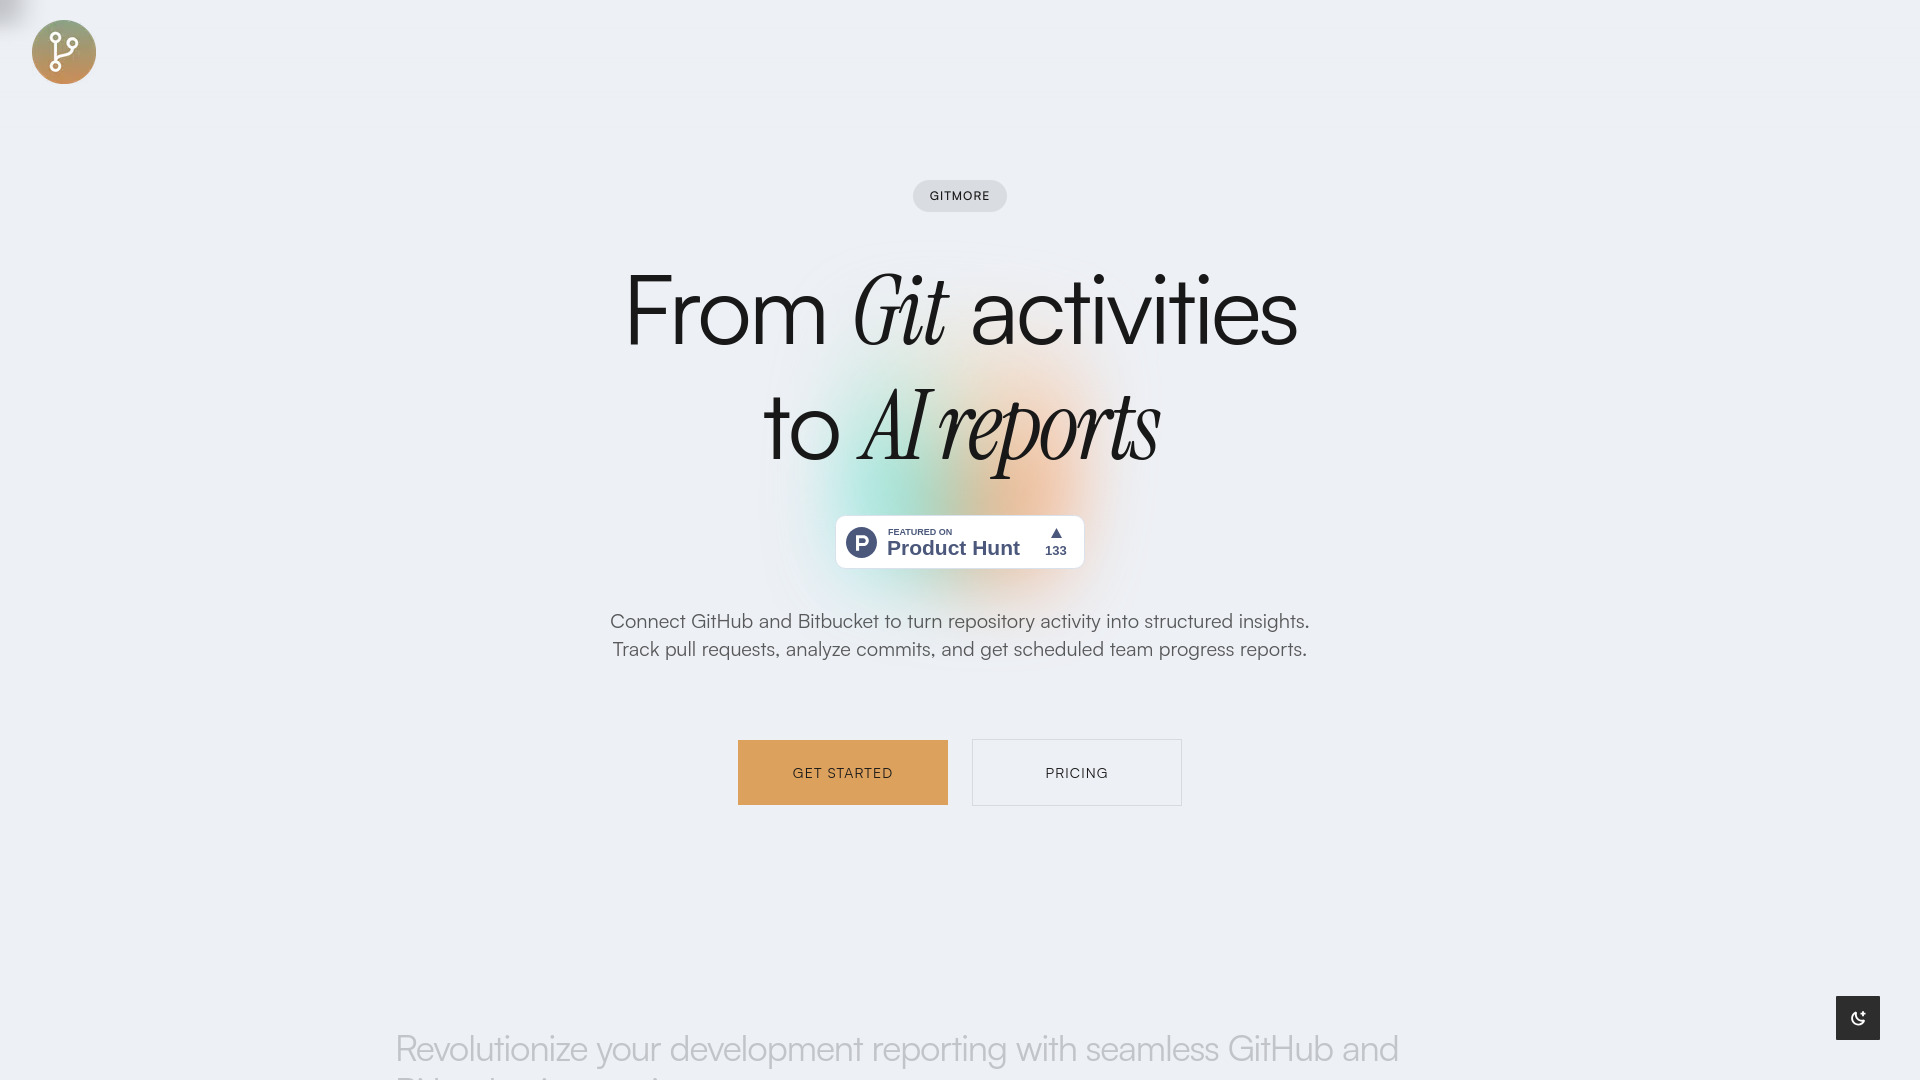 GITMORE
From Git activities
to AI reports
P
FEATURED ON
Product Hunt
133
Connect GitHub and Bitbucket to turn repository activity into structured insights.
Track pull requests, analyze commits, and get scheduled team progress reports.
GET STARTED
PRICING
Revolutionize your development reporting with seamless GitHub and